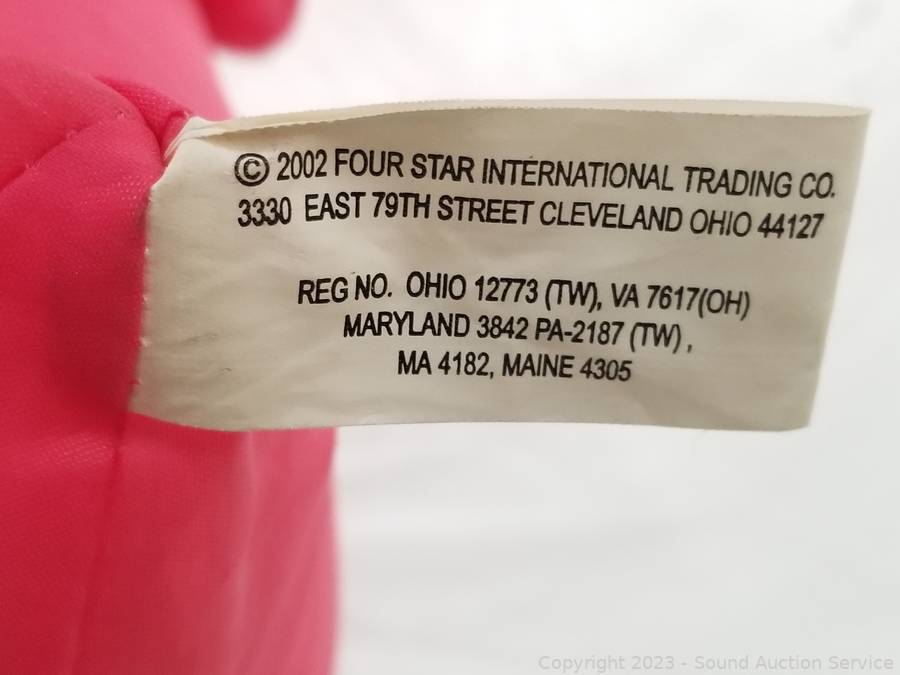 © 2002 FOUR STAR INTERNATIONAL TRADING CO.
3330 EAST 79TH STREET CLEVELAND OHIO 44127
REG NO. OHIO 12773 (TW), VA 7617(OH)
MARYLAND 3842 PA-2187 (TW),
MA 4182, MAINE 4305
Copyright 2023 - Sound Auction Service